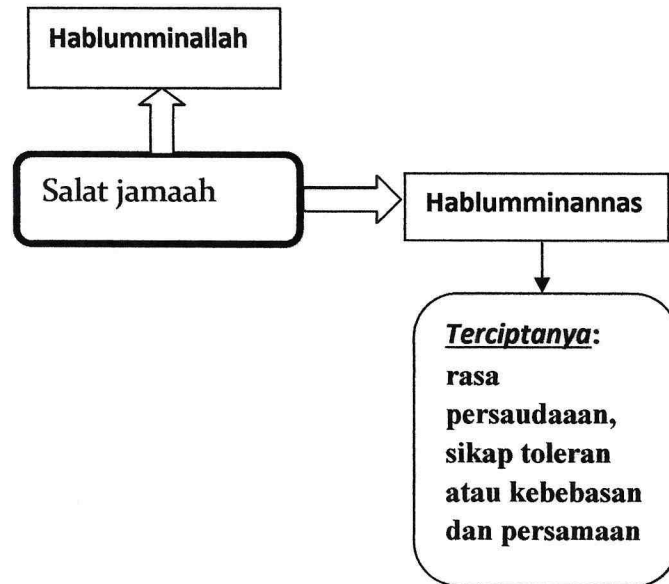 Hablumminallah
Salat jamaah
Hablumminannas
Terciptanya:
rasa
persaudaaan,
sikap toleran
atau kebebasan
dan persamaan